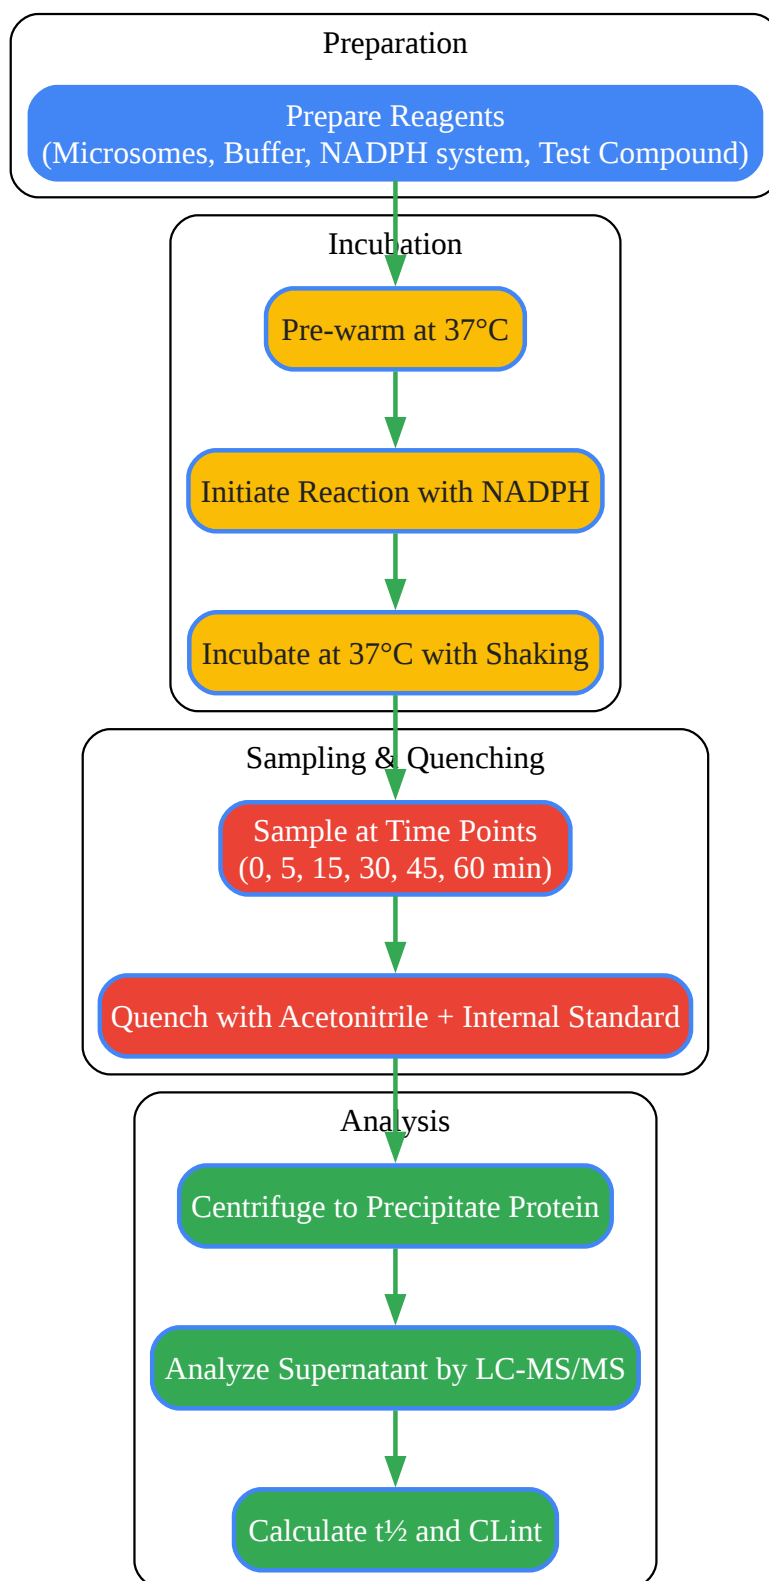 Preparation
Prepare Reagents
(Microsomes, Buffer, NADPH system, Test Compound)
Incubation
Pre-warm at 37°C
Initiate Reaction with NADPH
Incubate at 37°C with Shaking
Sampling & Quenching
Sample at Time Points
(0, 5, 15, 30, 45, 60 min)
Quench with Acetonitrile + Internal Standard
Analysis
Centrifuge to Precipitate Protein
Analyze Supernatant by LC-MS/MS
Calculate t½ and CLint